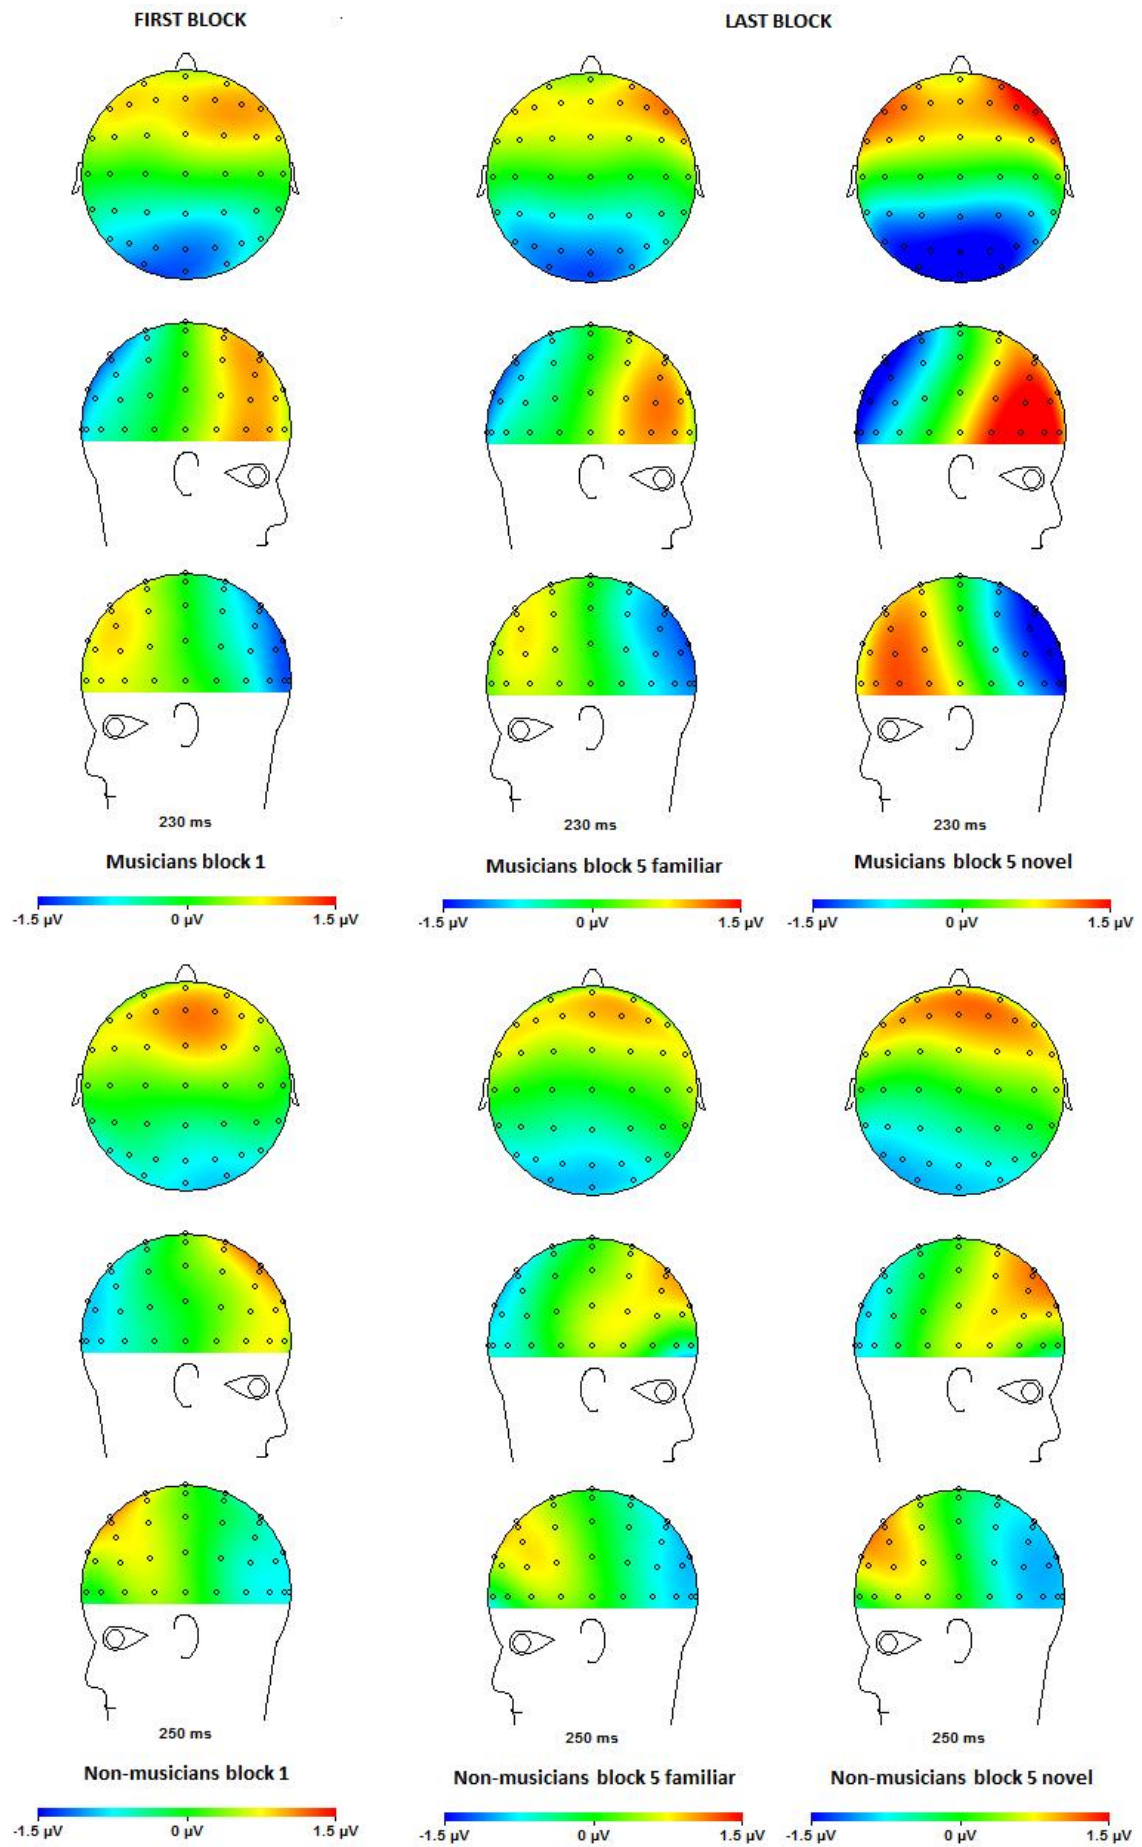 FIRST BLOCK
LAST BLOCK
230 ms
230 ms
230 ms
Musicians block 1
Musicians block 5 familiar
Musicians block 5 novel
-1.5 µV 0 µV 1.5 µV
-1.5 µV 0 µV 1.5 µV
-1.5 µV 0 µV 1.5 µV
250 ms
250 ms
250 ms
Non-musicians block 1
Non-musicians block 5 familiar
Non-musicians block 5 novel
-1.5 µV 0 µV 1.5 µV
-1.5 µV 0 µV 1.5 µV
-1.5 µV 0 µV 1.5 µV